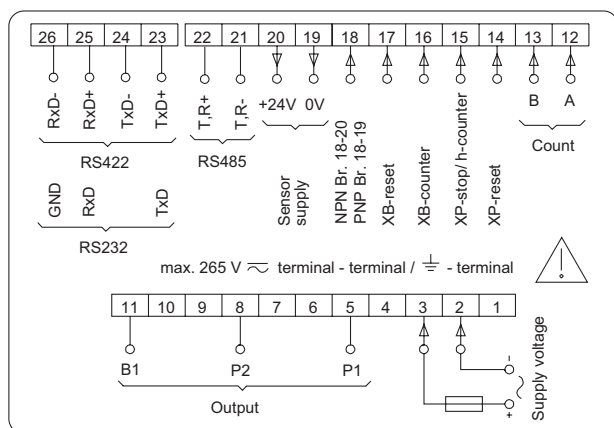 26 25 24 23 22 21 20 19 18 17 16 15 14 13 12
RxD- RxD+ TxD- TxD+ T,R+ T,R- +24V 0V B A
RS422 RS485 Count
Sensor supply
NPN Br. 18-20
PNP Br. 18-19
XB-reset
XB-counter
XP-stop/ h-counter
XP-reset
GND RxD TxD
RS232
max. 265 V ⎓ terminal - terminal / ⏚ - terminal
11 10 9 8 7 6 5 4 3 2 1
B1 P2 P1
Output
- ~ +
Supply voltage